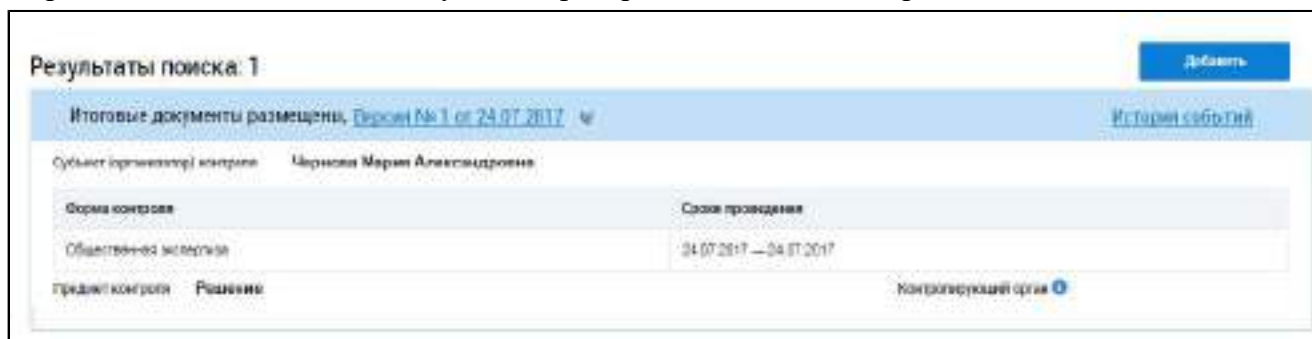 Результаты поиска: 1
Добавить
Итоговые документы размещены, Версия № 1 от 24.07.2017
История событий
Субъект (организатор) контроля Чернова Мария Александровна
Форма контроля
Сроки проведения
Общественная экспертиза
24.07.2017 — 24.07.2017
Предмет контроля Решение
Контролирующий орган